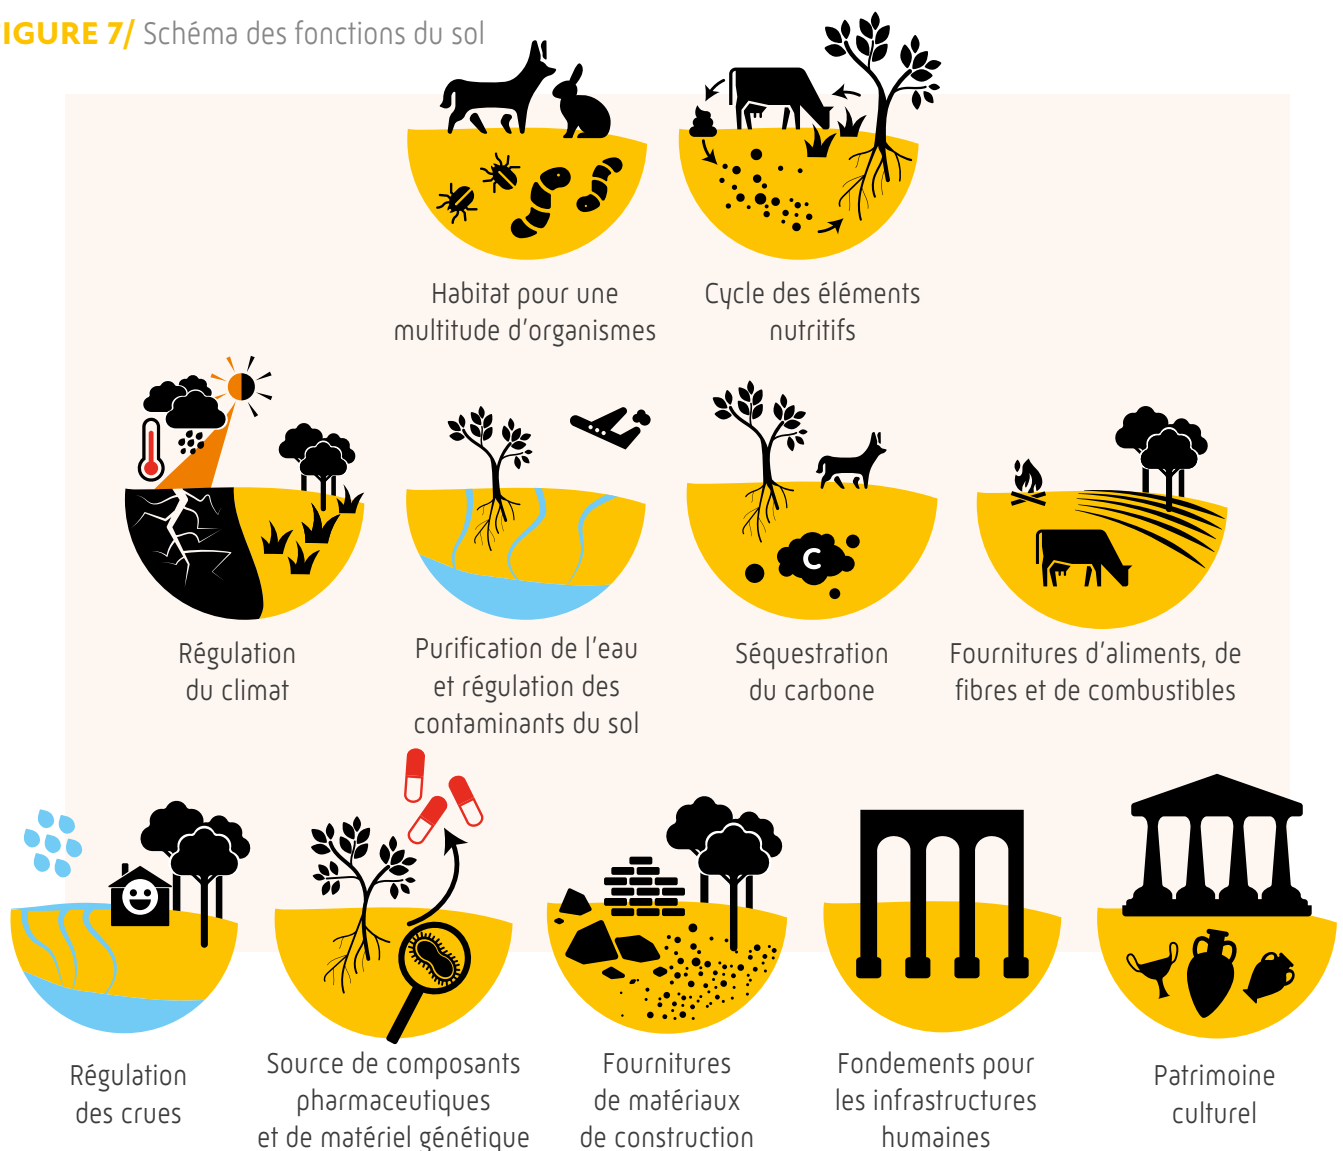 IGURE 7/ Schéma des fonctions du sol
Habitat pour une
multitude d'organismes
Cycle des éléments
nutritifs
Régulation
du climat
Purification de l'eau
et régulation des
contaminants du sol
C
Séquestration
du carbone
Fournitures d'aliments, de
fibres et de combustibles
Régulation
des crues
Source de composants
pharmaceutiques
et de matériel génétique
Fournitures
de matériaux
de construction
Fondements pour
les infrastructures
humaines
Patrimoine
culturel